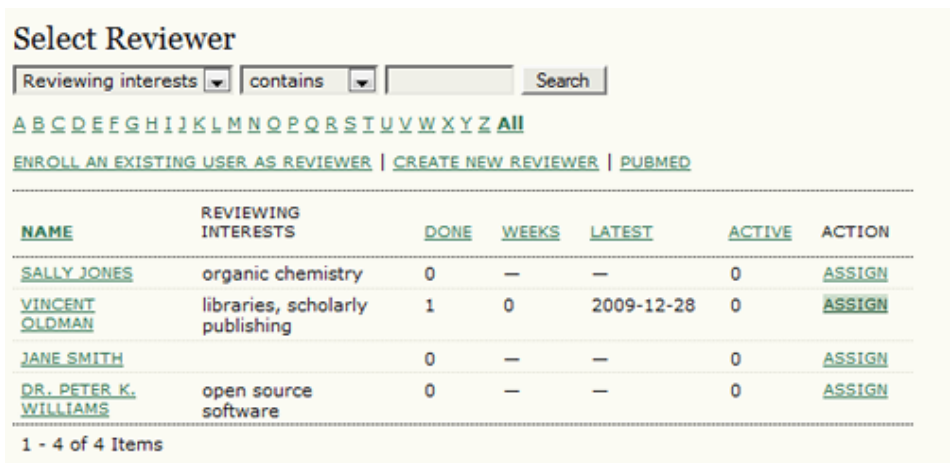 Select Reviewer
Reviewing interests contains Search
A B C D E F G H I J K L M N O P Q R S T U V W X Y Z All
ENROLL AN EXISTING USER AS REVIEWER | CREATE NEW REVIEWER | PUBMED
NAME REVIEWING INTERESTS DONE WEEKS LATEST ACTIVE ACTION
SALLY JONES organic chemistry 0 — — 0 ASSIGN
VINCENT OLDMAN libraries, scholarly publishing 1 0 2009-12-28 0 ASSIGN
JANE SMITH 0 — — 0 ASSIGN
DR. PETER K. WILLIAMS open source software 0 — — 0 ASSIGN
1 - 4 of 4 Items